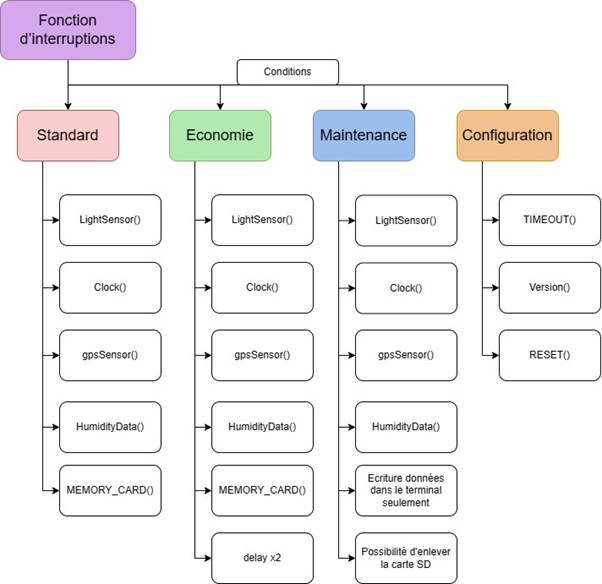 Fonction
d'interruptions
Conditions
Standard
Economie
Maintenance
Configuration
LightSensor()
LightSensor()
LightSensor()
TIMEOUT()
Clock()
Clock()
Clock()
Version()
gpsSensor()
gpsSensor()
gpsSensor()
RESET()
HumidityData()
HumidityData()
HumidityData()
MEMORY_CARD()
MEMORY_CARD()
Ecriture données
dans le terminal
seulement
delay x2
Possibilité d'enlever
la carte SD